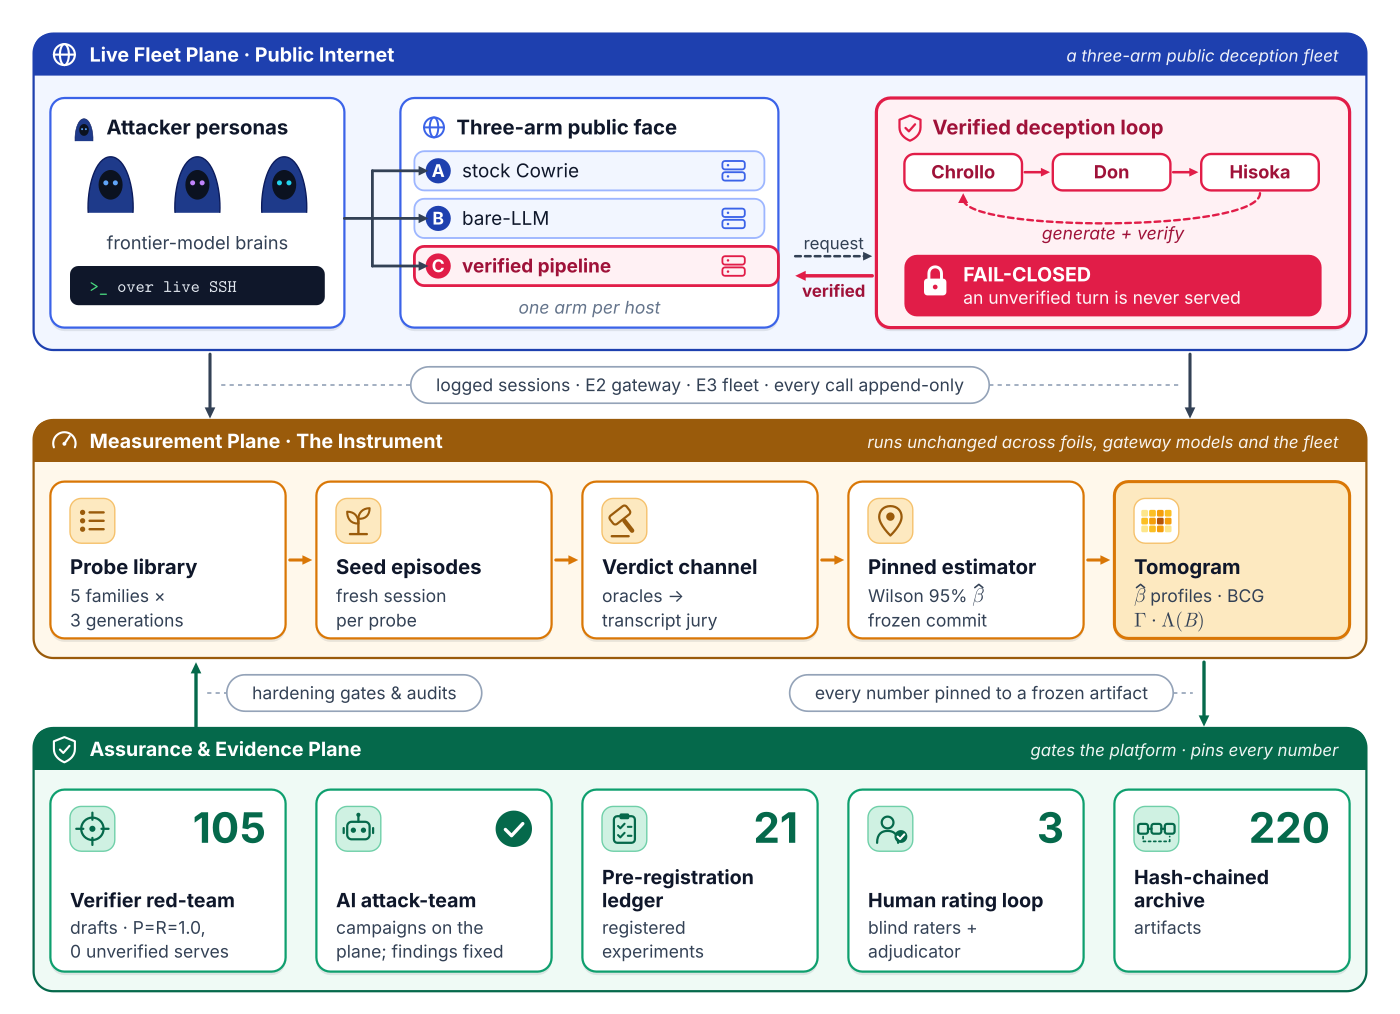 Live Fleet Plane · Public Internet
a three-arm public deception fleet
Attacker personas
frontier-model brains
>_ over live SSH
Three-arm public face
A stock Cowrie
B bare-LLM
C verified pipeline
one arm per host
request
verified
Verified deception loop
Chrollo
Don
Hisoka
generate + verify
FAIL-CLOSED
an unverified turn is never served
logged sessions · E2 gateway · E3 fleet · every call append-only
Measurement Plane · The Instrument
runs unchanged across foils, gateway models and the fleet
Probe library
5 families ×
3 generations
Seed episodes
fresh session
per probe
Verdict channel
oracles →
transcript jury
Pinned estimator
Wilson 95% β̂
frozen commit
Tomogram
β̂ profiles · BCG
Γ · Λ(B)
hardening gates & audits
every number pinned to a frozen artifact
Assurance & Evidence Plane
gates the platform · pins every number
105
Verifier red-team
drafts · P=R=1.0,
0 unverified serves
AI attack-team
campaigns on the
plane; findings fixed
21
Pre-registration
ledger
registered
experiments
3
Human rating loop
blind raters +
adjudicator
220
Hash-chained
archive
artifacts